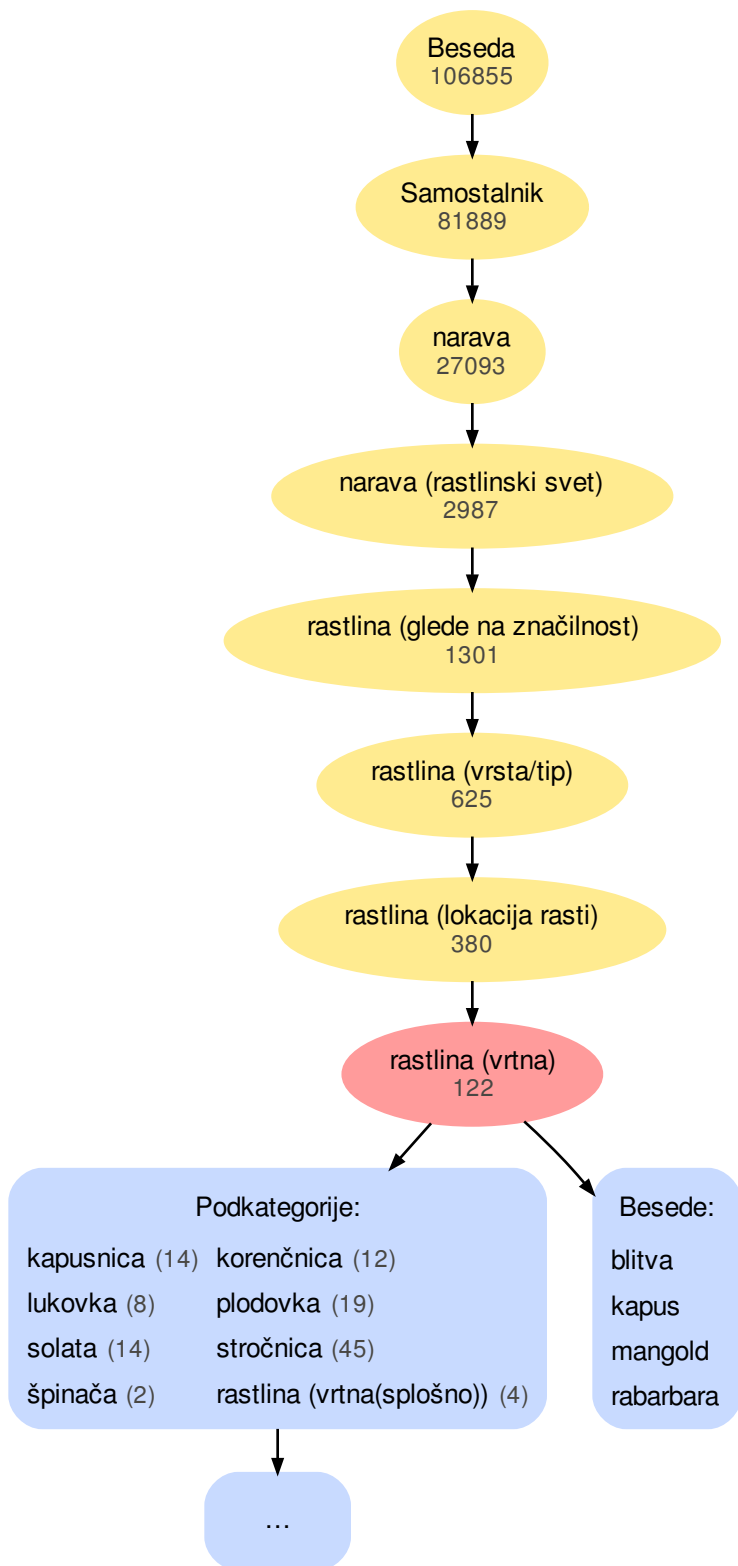 Beseda
106855
Samostalnik
81889
narava
27093
narava (rastlinski svet)
2987
rastlina (glede na značilnost)
1301
rastlina (vrsta/tip)
625
rastlina (lokacija rasti)
380
rastlina (vrtna)
122
Podkategorije:
kapusnica (14) korenčnica (12)
lukovka (8) plodovka (19)
solata (14) stročnica (45)
špinača (2) rastlina (vrtna(splošno)) (4)
Besede:
blitva
kapus
mangold
rabarbara
...